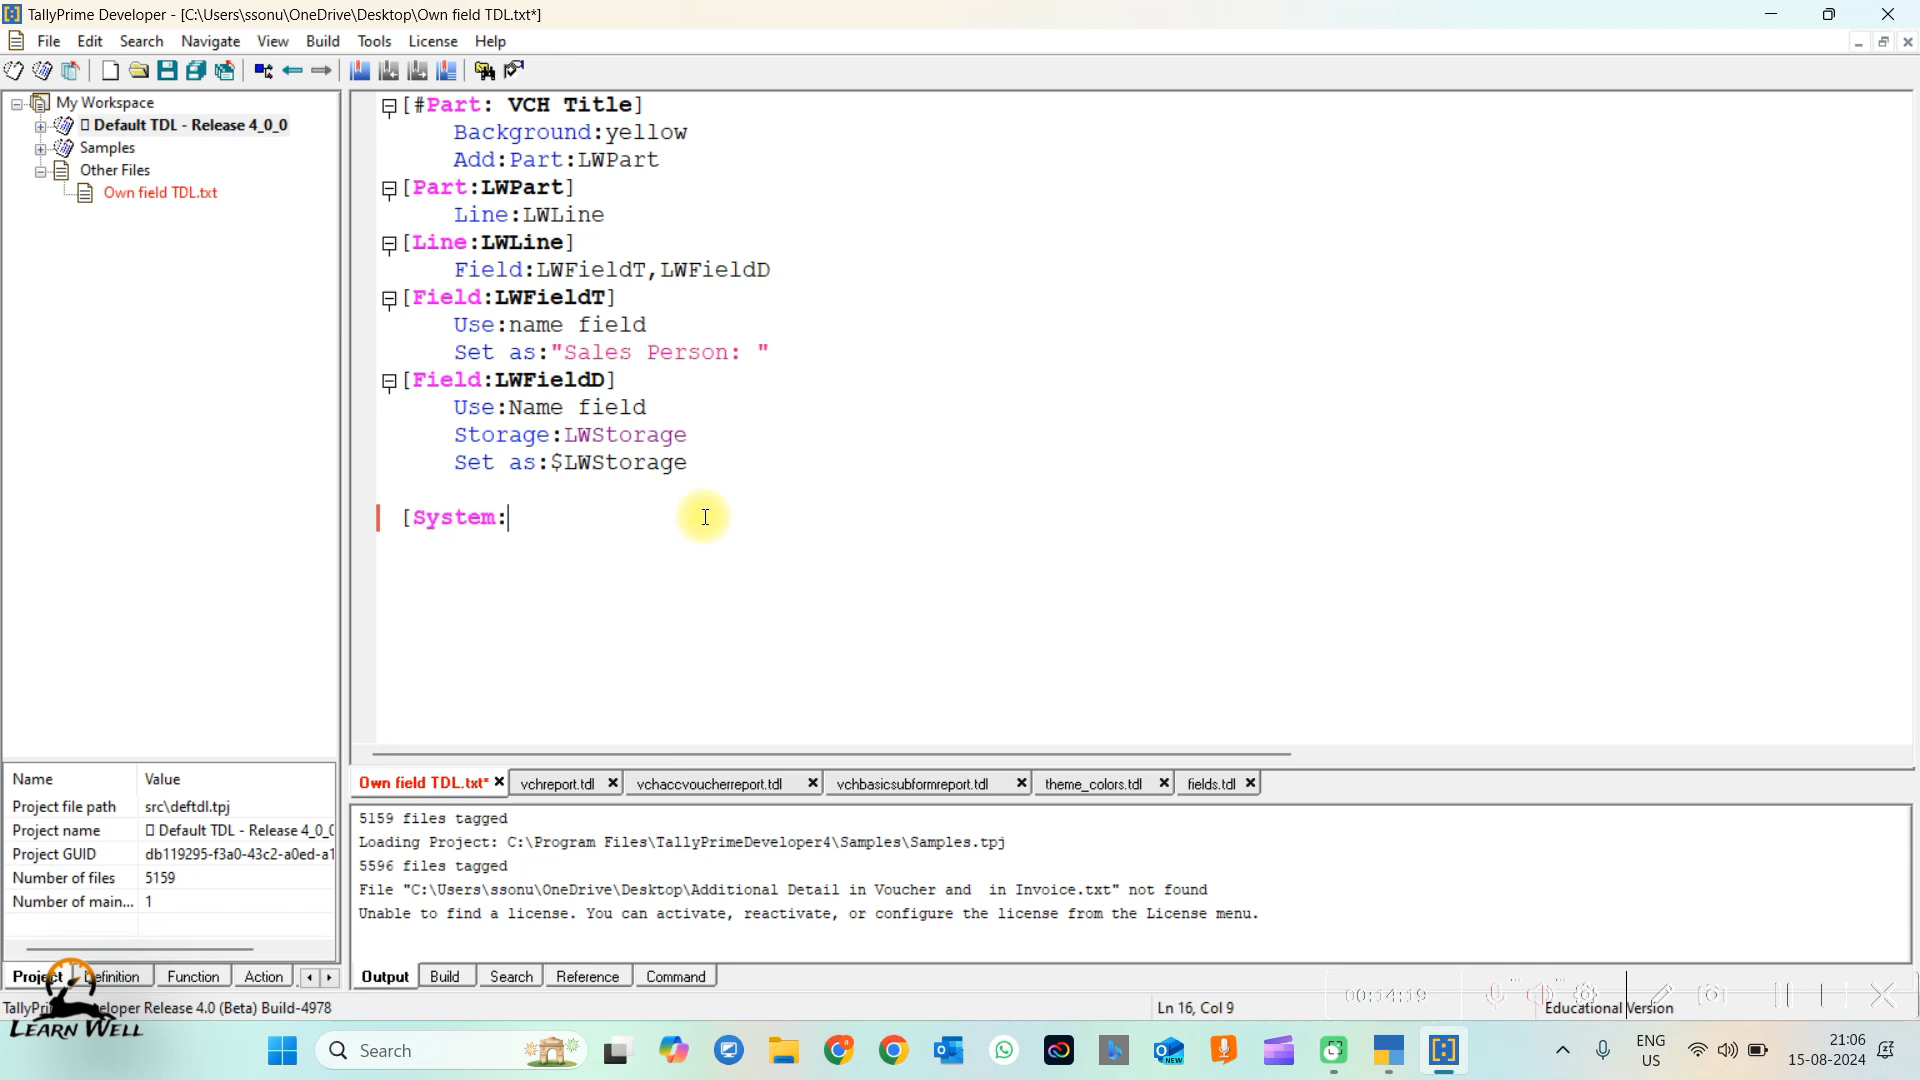 TallyPrime Developer - [C:\Users\ssonu\OneDrive\Desktop\Own field TDL.txt*]
File Edit Search Navigate View Build Tools License Help
My Workspace
Default TDL - Release 4_0_0
Samples
Other Files
Own field TDL.txt
[#Part: VCH Title]
Background:yellow
Add:Part:LWPart
[Part:LWPart]
Line:LWLine
[Line:LWLine]
Field:LWFieldT,LWFieldD
[Field:LWFieldT]
Use:name field
Set as:"Sales Person: "
[Field:LWFieldD]
Use:Name field
Storage:LWStorage
Set as:$LWStorage
[System:
Name Value
Project file path src\deftdl.tpj
Project name Default TDL - Release 4_0_0
Project GUID db119295-f3a0-43c2-a0ed-a1
Number of files 5159
Number of main... 1
Project Definition Function Action
Own field TDL.txt* vchreport.tdl vchaccvoucherreport.tdl vchbasicsubformreport.tdl theme_colors.tdl fields.tdl
5159 files tagged
Loading Project: C:\Program Files\TallyPrimeDeveloper4\Samples\Samples.tpj
5596 files tagged
File "C:\Users\ssonu\OneDrive\Desktop\Additional Detail in Voucher and  in Invoice.txt" not found
Unable to find a license. You can activate, reactivate, or configure the license from the License menu.
Output Build Search Reference Command
00:14:19
TallyPri eloper Release 4.0 (Beta) Build-4978
Ln 16, Col 9
Educational Version
LEARN WELL
Search
ENG
US
21:06
15-08-2024